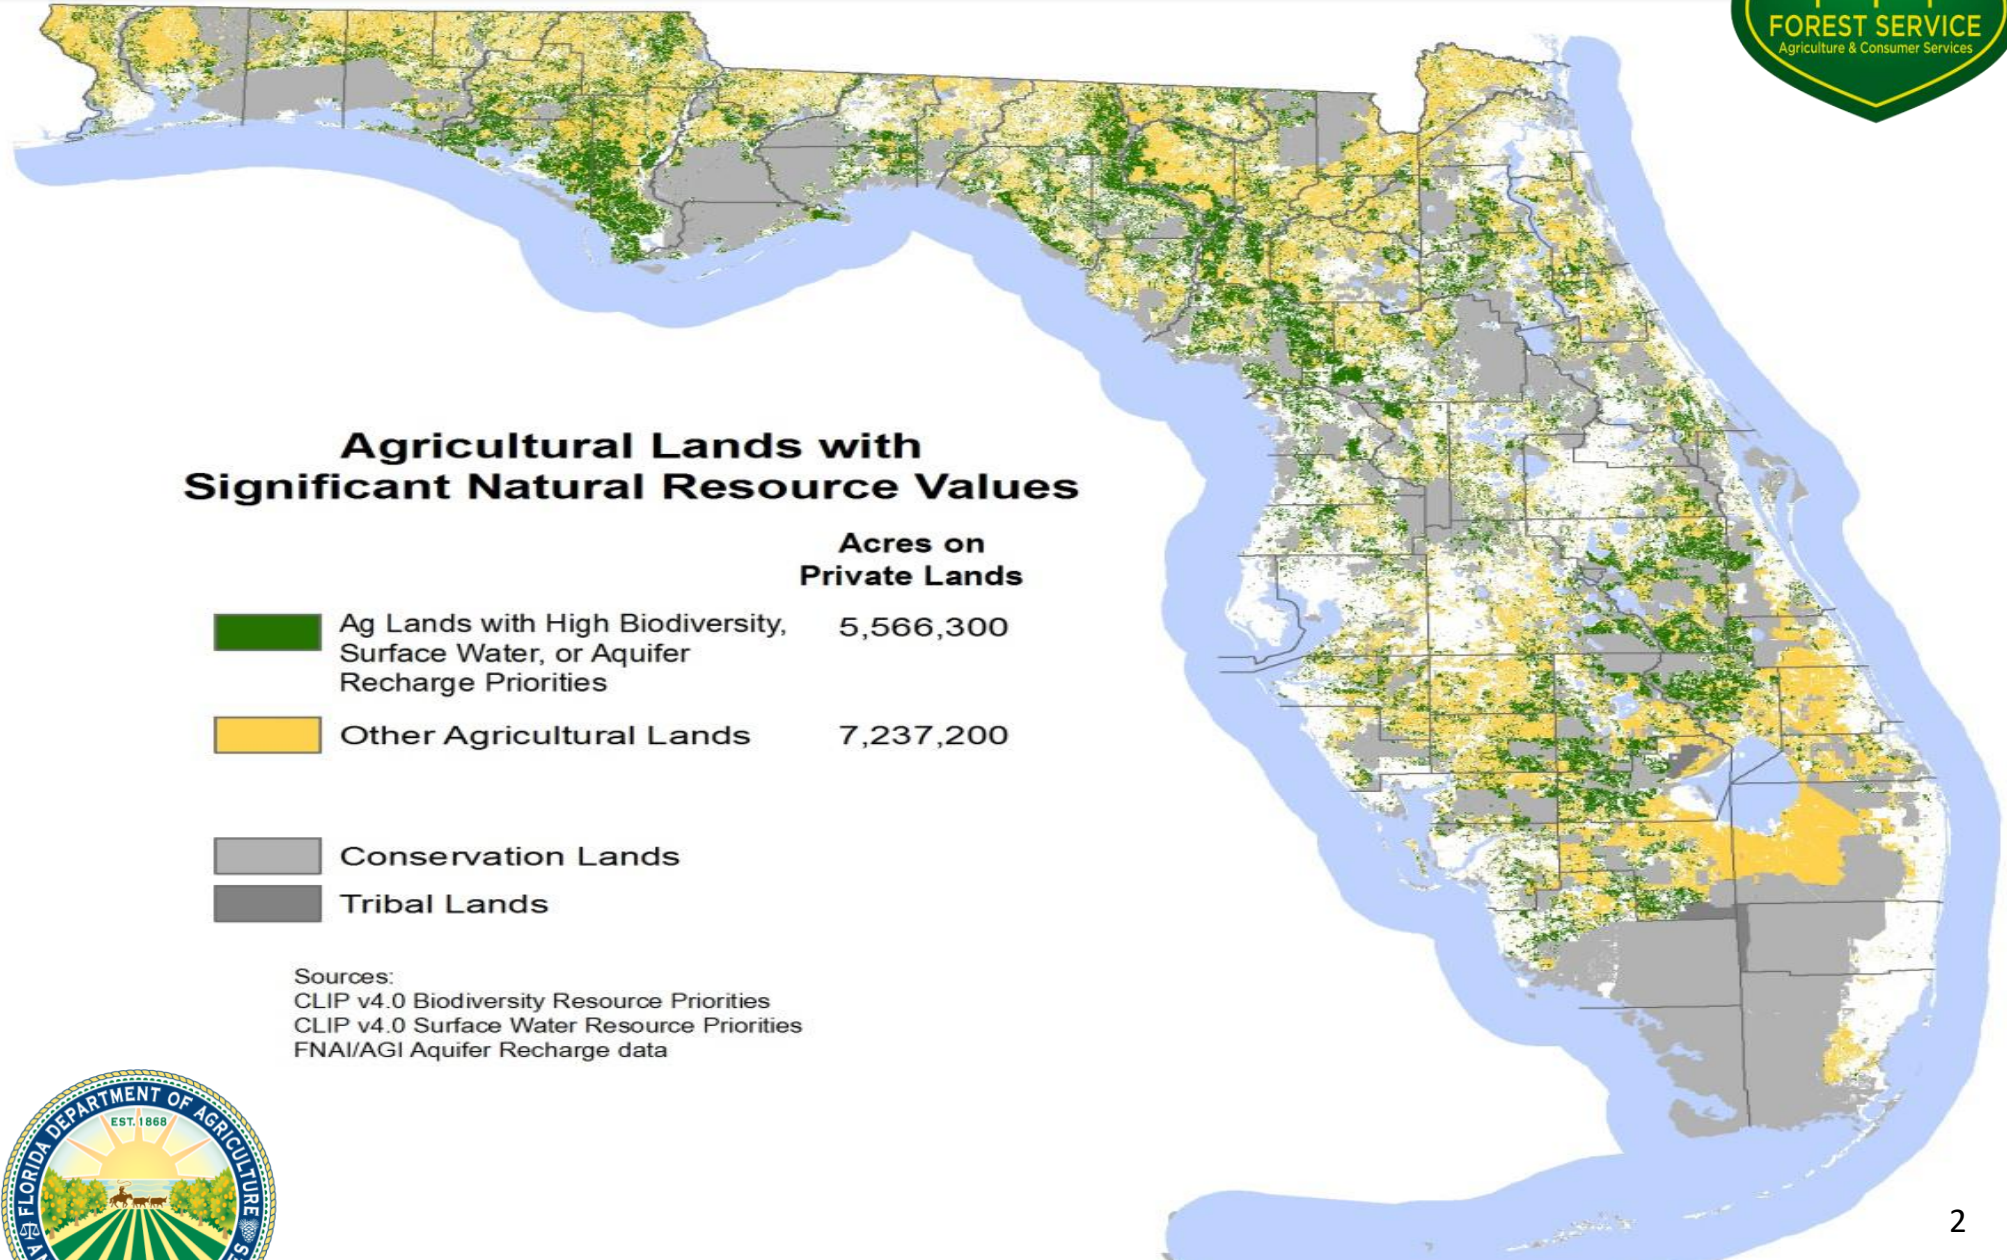 FOREST SERVICE
Agriculture & Consumer Services
Agricultural Lands with
Significant Natural Resource Values
Acres on
Private Lands
Ag Lands with High Biodiversity, 5,566,300
Surface Water, or Aquifer
Recharge Priorities
Other Agricultural Lands 7,237,200
Conservation Lands
Tribal Lands
Sources:
CLIP v4.0 Biodiversity Resource Priorities
CLIP v4.0 Surface Water Resource Priorities
FNAI/AGI Aquifer Recharge data
FLORIDA DEPARTMENT OF AGRICULTURE
EST. 1868
2